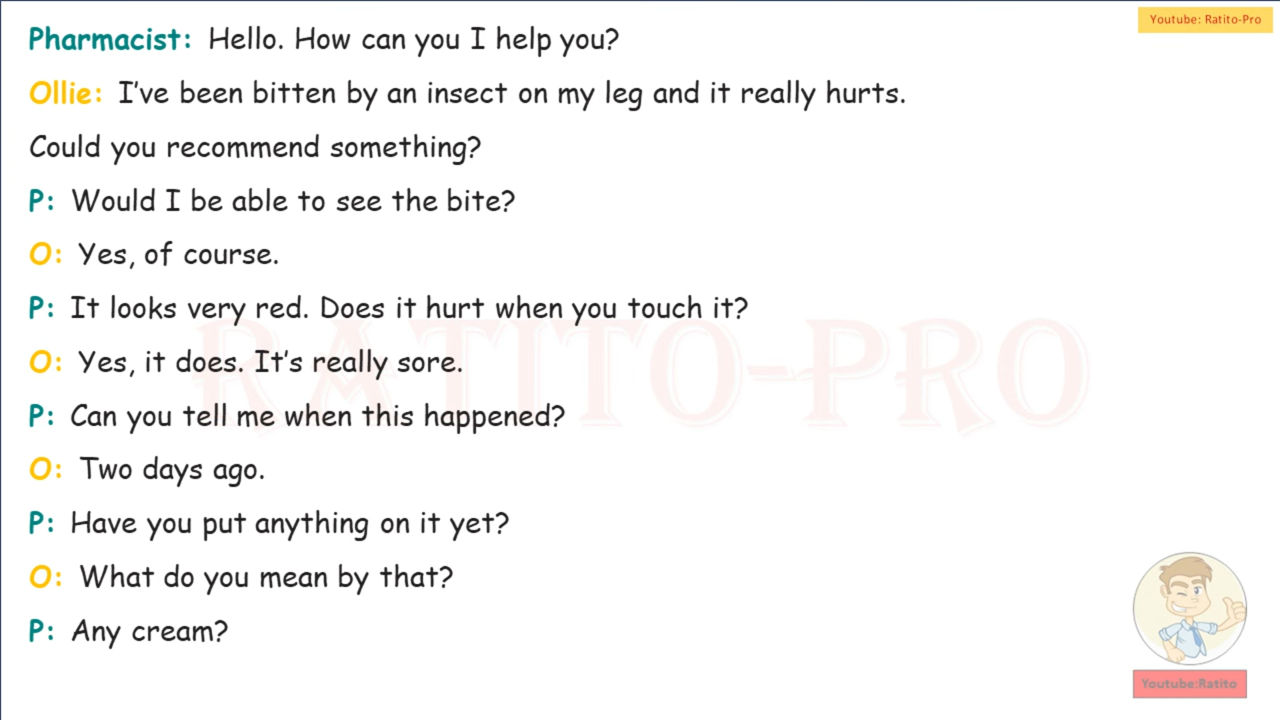 Youtube: Ratito-Pro
Pharmacist: Hello. How can you I help you?
Ollie: I've been bitten by an insect on my leg and it really hurts.
Could you recommend something?
P: Would I be able to see the bite?
O: Yes, of course.
P: It looks very red. Does it hurt when you touch it?
RATITO-PRO
O: Yes, it does. It's really sore.
P: Can you tell me when this happened?
O: Two days ago.
P: Have you put anything on it yet?
O: What do you mean by that?
P: Any cream?
Youtube:Ratito